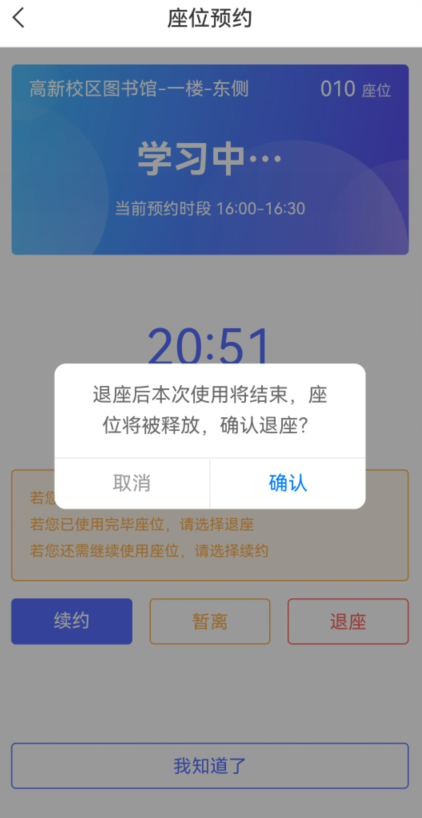 座位预约
高新校区图书馆-一楼-东侧 010 座位
学习中···
当前预约时段 16:00-16:30
20:51
退座后本次使用将结束，座
位将被释放，确认退座？
取消 确认
若您
若您已使用完毕座位，请选择退座
若您还需继续使用座位，请选择续约
续约 暂离 退座
我知道了